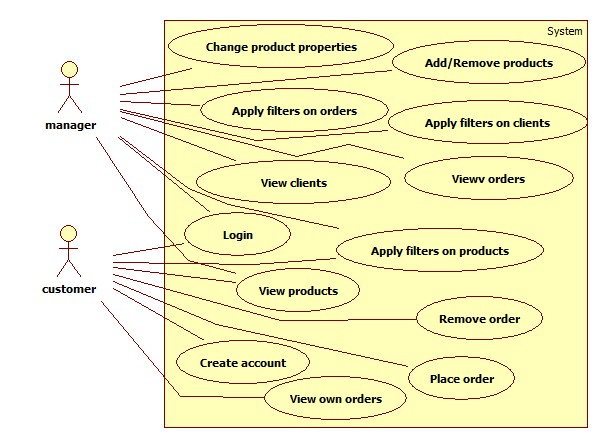 System
Change product properties
Add/Remove products
manager
Apply filters on orders
Apply filters on clients
View clients
Viewv orders
Login
Apply filters on products
customer
View products
Remove order
Create account
Place order
View own orders